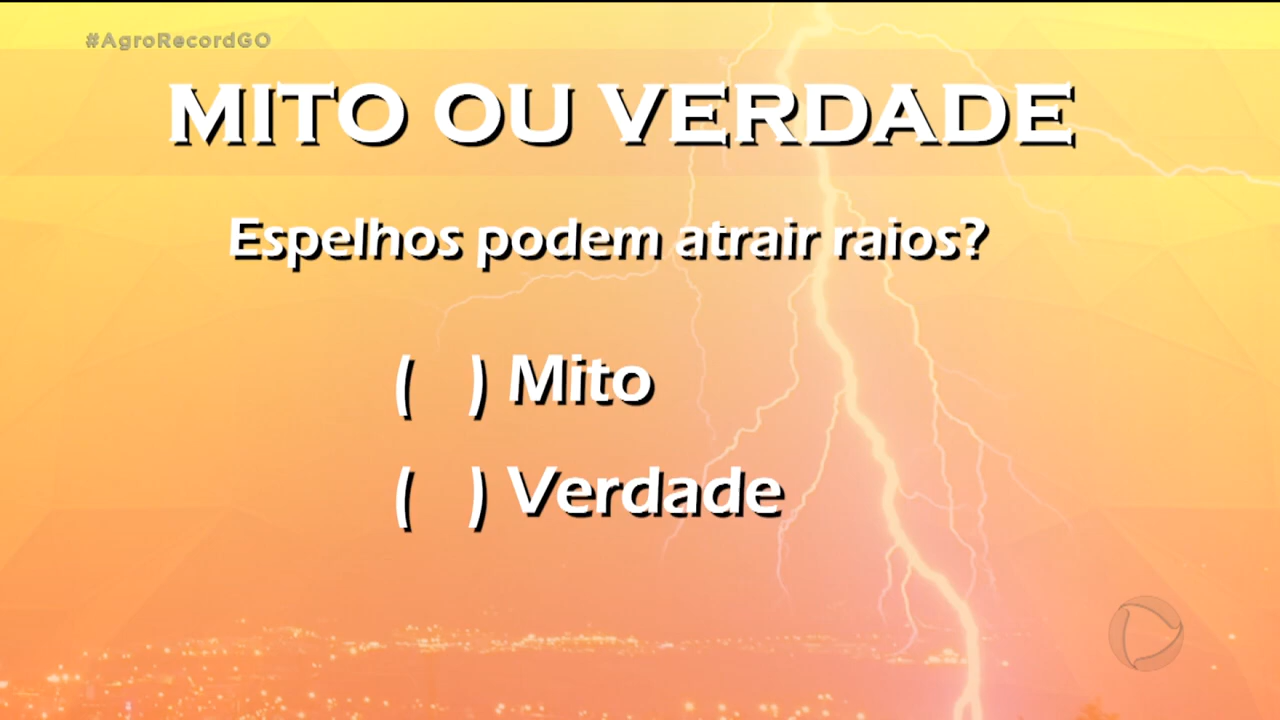 #AgroRecordGO
MITO OU VERDADE
Espelhos podem atrair raios?
( ) Mito
( ) Verdade